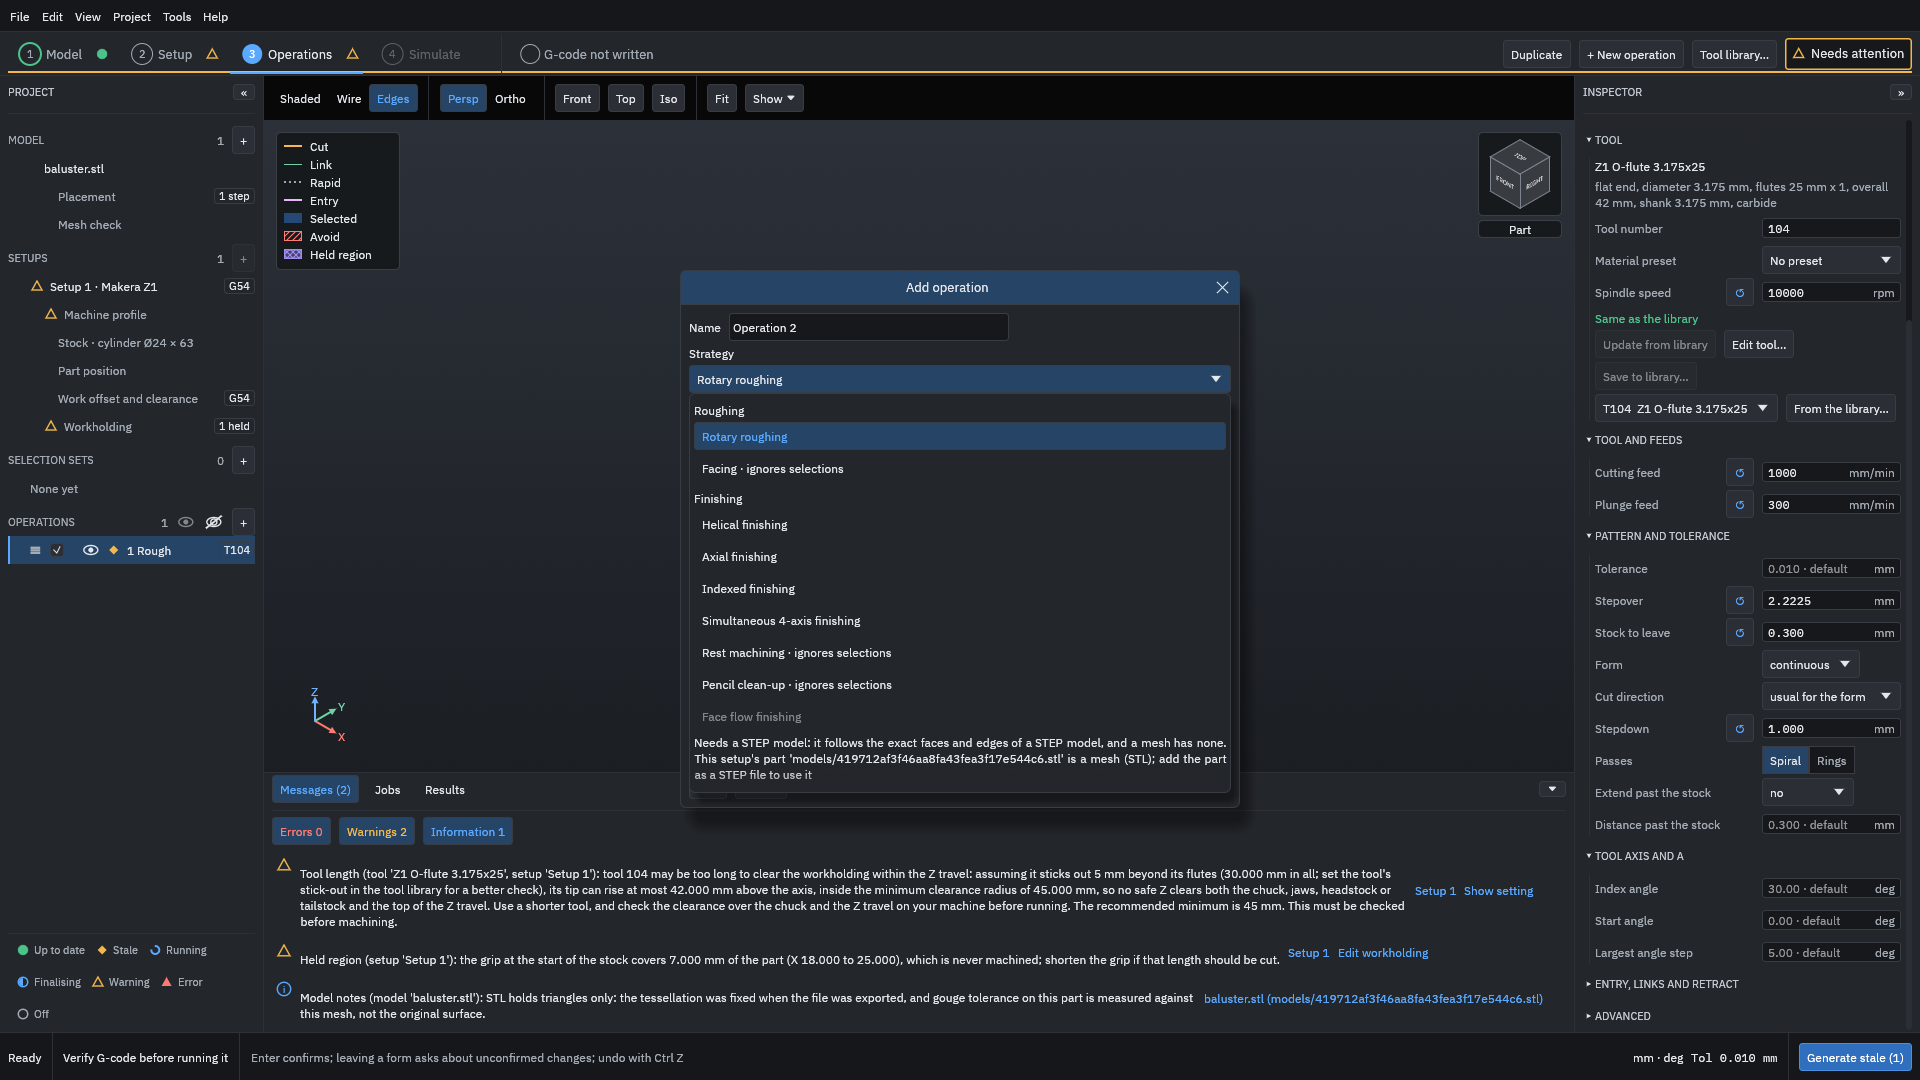 File Edit View Project Tools Help
1 Model 2 Setup 3 Operations 4 Simulate G-code not written Duplicate + New operation Tool library... Needs attention
PROJECT «
MODEL 1 +
baluster.stl
Placement 1 step
Mesh check
SETUPS 1 +
Setup 1 · Makera Z1 G54
Machine profile
Stock · cylinder Ø24 × 63
Part position
Work offset and clearance G54
Workholding 1 held
SELECTION SETS 0 +
None yet
OPERATIONS 1 +
1 Rough T104
Up to date Stale Running
Finalising Warning Error
Off
Shaded Wire Edges Persp Ortho Front Top Iso Fit Show
Cut
Link
Rapid
Entry
Selected
Avoid
Held region
TOP
FRONT RIGHT
Part
Z
Y
X
Add operation
Name Operation 2
Strategy
Rotary roughing
Roughing
Rotary roughing
Facing · ignores selections
Finishing
Helical finishing
Axial finishing
Indexed finishing
Simultaneous 4-axis finishing
Rest machining · ignores selections
Pencil clean-up · ignores selections
Face flow finishing
Needs a STEP model: it follows the exact faces and edges of a STEP model, and a mesh has none.
This setup's part 'models/419712af3f46aa8fa43fea3f17e544c6.stl' is a mesh (STL); add the part
as a STEP file to use it
Messages (2) Jobs Results
Errors 0 Warnings 2 Information 1
Tool length (tool 'Z1 O-flute 3.175x25', setup 'Setup 1'): tool 104 may be too long to clear the workholding within the Z travel: assuming it sticks out 5 mm beyond its flutes (30.000 mm in all; set the tool's
stick-out in the tool library for a better check), its tip can rise at most 42.000 mm above the axis, inside the minimum clearance radius of 45.000 mm, so no safe Z clears both the chuck, jaws, headstock or
tailstock and the top of the Z travel. Use a shorter tool, and check the clearance over the chuck and the Z travel on your machine before running. The recommended minimum is 45 mm. This must be checked
before machining.
Setup 1 Show setting
Held region (setup 'Setup 1'): the grip at the start of the stock covers 7.000 mm of the part (X 18.000 to 25.000), which is never machined; shorten the grip if that length should be cut. Setup 1 Edit workholding
Model notes (model 'baluster.stl'): STL holds triangles only: the tessellation was fixed when the file was exported, and gouge tolerance on this part is measured against
this mesh, not the original surface.
baluster.stl (models/419712af3f46aa8fa43fea3f17e544c6.stl)
INSPECTOR »
TOOL
Z1 O-flute 3.175x25
flat end, diameter 3.175 mm, flutes 25 mm x 1, overall
42 mm, shank 3.175 mm, carbide
Tool number 104
Material preset No preset
Spindle speed 10000 rpm
Same as the library
Update from library Edit tool...
Save to library...
T104 Z1 O-flute 3.175x25 From the library...
TOOL AND FEEDS
Cutting feed 1000 mm/min
Plunge feed 300 mm/min
PATTERN AND TOLERANCE
Tolerance 0.010 · default mm
Stepover 2.2225 mm
Stock to leave 0.300 mm
Form continuous
Cut direction usual for the form
Stepdown 1.000 mm
Passes Spiral Rings
Extend past the stock no
Distance past the stock 0.300 · default mm
TOOL AXIS AND A
Index angle 30.00 · default deg
Start angle 0.00 · default deg
Largest angle step 5.00 · default deg
ENTRY, LINKS AND RETRACT
ADVANCED
Ready Verify G-code before running it Enter confirms; leaving a form asks about unconfirmed changes; undo with Ctrl Z mm · deg Tol 0.010 mm Generate stale (1)